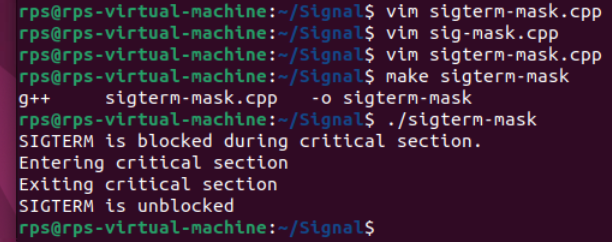 rps@rps-virtual-machine:~/Signal$ vim sigterm-mask.cpp
rps@rps-virtual-machine:~/Signal$ vim sig-mask.cpp
rps@rps-virtual-machine:~/Signal$ vim sigterm-mask.cpp
rps@rps-virtual-machine:~/Signal$ make sigterm-mask
g++     sigterm-mask.cpp   -o sigterm-mask
rps@rps-virtual-machine:~/Signal$ ./sigterm-mask
SIGTERM is blocked during critical section.
Entering critical section
Exiting critical section
SIGTERM is unblocked
rps@rps-virtual-machine:~/Signal$